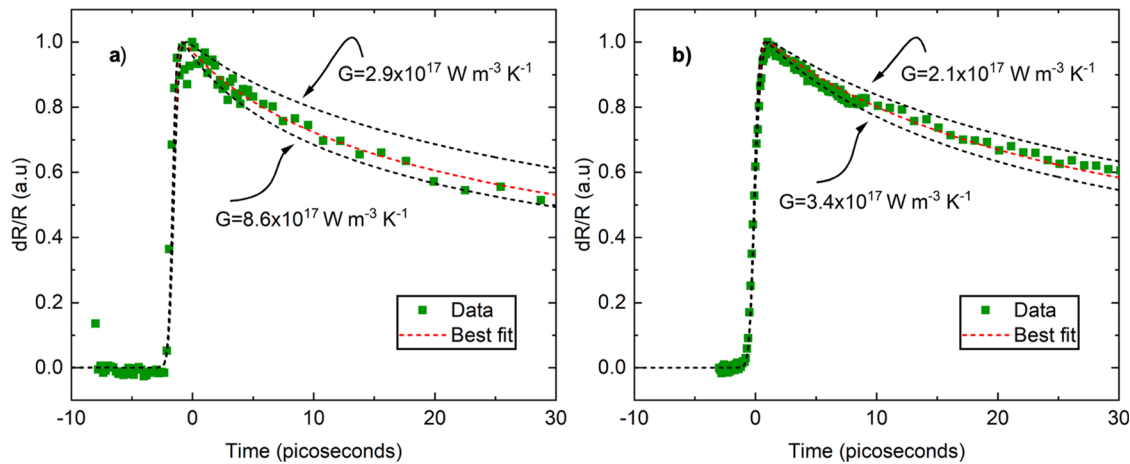 a)
1.0
0.8
0.6
0.4
0.2
0.0
dR/R (a.u)
G=2.9x10¹⁷ W m⁻³ K⁻¹
G=8.6x10¹⁷ W m⁻³ K⁻¹
Data
Best fit
-10
0
10
20
30
Time (picoseconds)
b)
1.0
0.8
0.6
0.4
0.2
0.0
dR/R (a.u)
G=2.1x10¹⁷ W m⁻³ K⁻¹
G=3.4x10¹⁷ W m⁻³ K⁻¹
Data
Best fit
-10
0
10
20
30
Time (picoseconds)